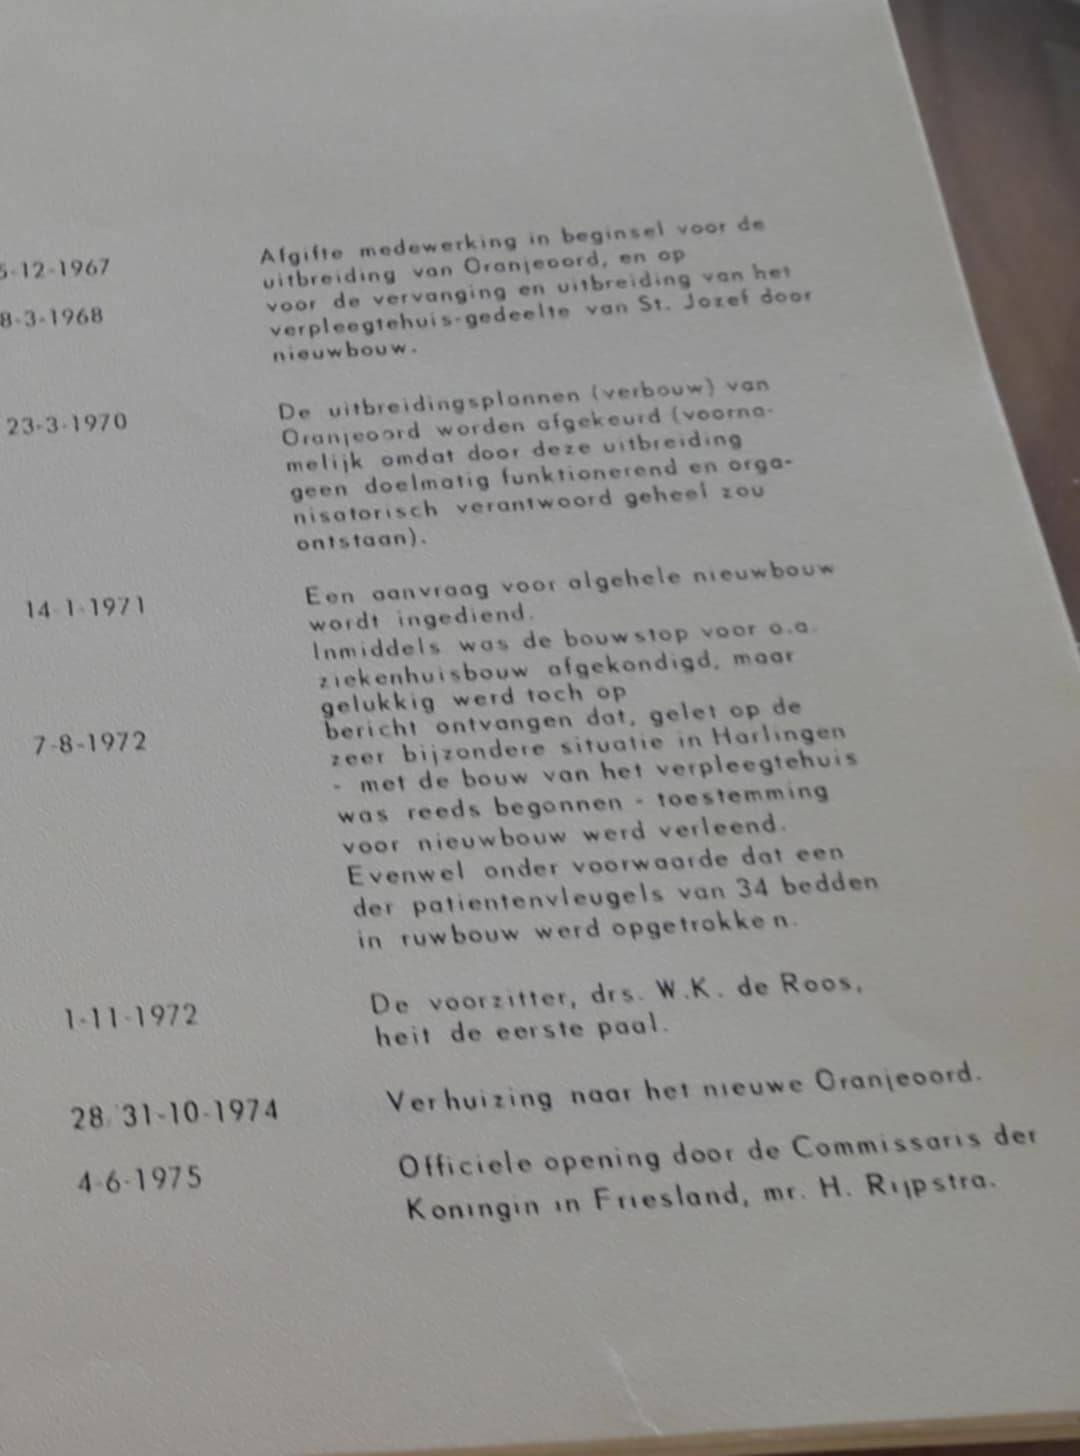 5-12-1967 Afgifte medewerking in beginsel voor de
uitbreiding van Oranjeoord, en op
8-3-1968 voor de vervanging en uitbreiding van het
verpleegtehuis-gedeelte van St. Jozef door
nieuwbouw.
23-3-1970 De uitbreidingsplannen (verbouw) van
Oranjeoord worden afgekeurd (voorna-
melijk omdat door deze uitbreiding
geen doelmatig funktionerend en orga-
nisatorisch verantwoord geheel zou
ontstaan).
14-1-1971 Een aanvraag voor algehele nieuwbouw
wordt ingediend.
Inmiddels was de bouwstop voor o.a.
ziekenhuisbouw afgekondigd, maar
gelukkig werd toch op
7-8-1972 bericht ontvangen dat, gelet op de
zeer bijzondere situatie in Harlingen
- met de bouw van het verpleegtehuis
was reeds begonnen - toestemming
voor nieuwbouw werd verleend.
Evenwel onder voorwaarde dat een
der patientenvleugels van 34 bedden
in ruwbouw werd opgetrokken.
1-11-1972 De voorzitter, drs. W.K. de Roos,
heit de eerste paal.
28/31-10-1974 Verhuizing naar het nieuwe Oranjeoord.
4-6-1975 Officiele opening door de Commissaris der
Koningin in Friesland, mr. H. Rijpstra.